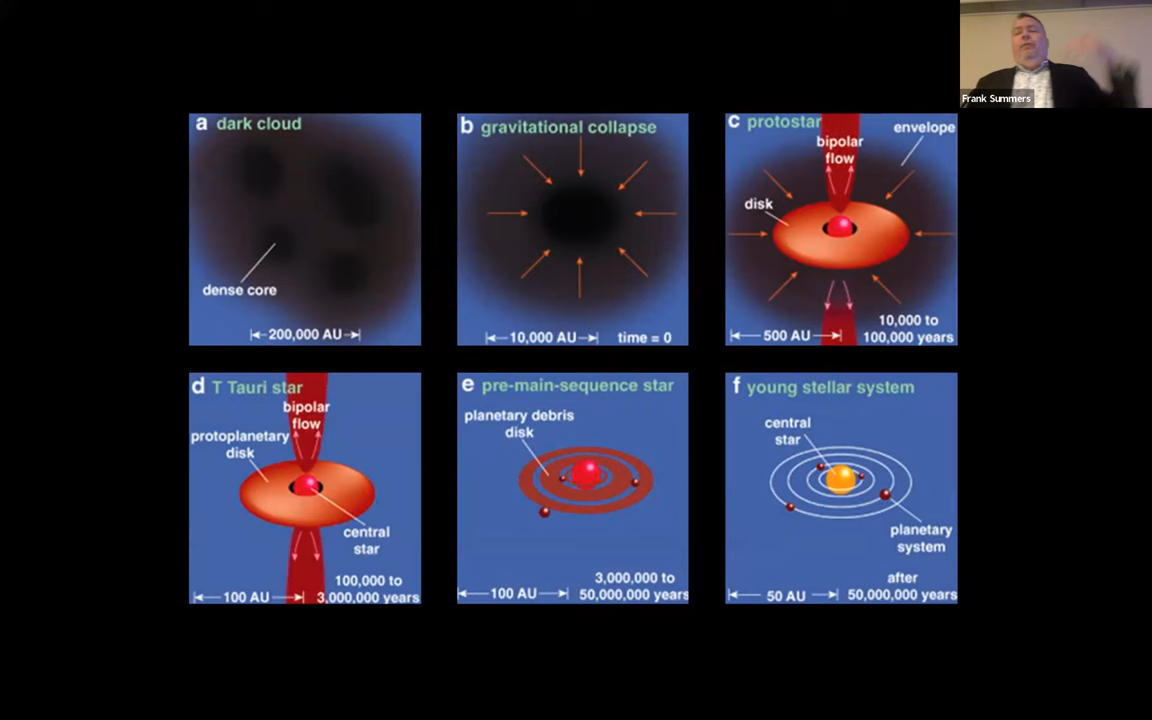 Frank Summers
a dark cloud
dense core
200,000 AU
b gravitational collapse
10,000 AU
time = 0
c protostar
envelope
bipolar
flow
disk
500 AU
10,000 to
100,000 years
d T Tauri star
bipolar
flow
protoplanetary
disk
central
star
100 AU
100,000 to
3,000,000 years
e pre-main-sequence star
planetary debris
disk
100 AU
3,000,000 to
50,000,000 years
f young stellar system
central
star
planetary
system
50 AU
after
50,000,000 years